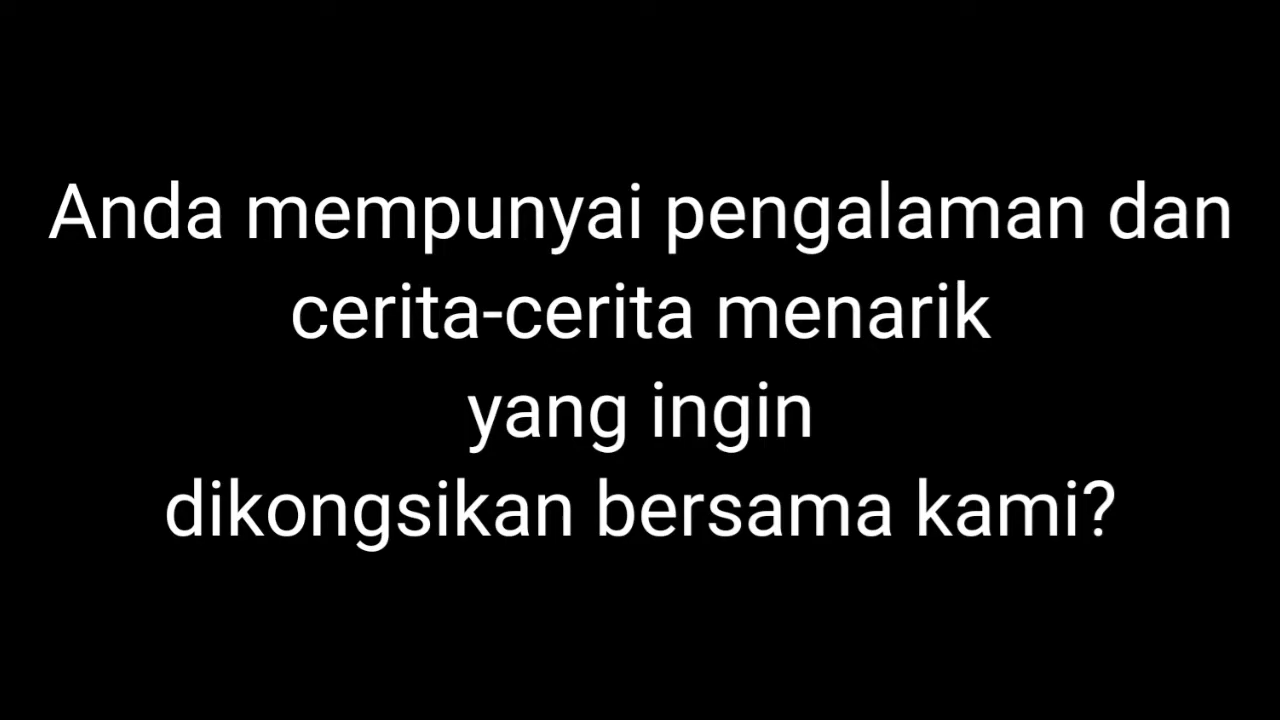 Anda mempunyai pengalaman dan
cerita-cerita menarik
yang ingin
dikongsikan bersama kami?